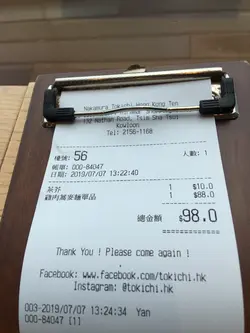 Nakamura Tokichi Hong Kong Ten
132 Nathan Road, Tsim Sha Tsui
Kowloon
Tel: 2156-1168
檯號: 56 人數: 1
帳單: 000-84047
日期: 2019/07/07 13:22:40
茶芥 1 $10.0
雞肉蕎麥麵單品 1 $88.0
總金額 $98.0
Thank You ! Please come again !
Facebook: www.facebook.com/tokichi.hk
Instagram: @tokichi.hk
003-2019/07/07 13:24:34 Yan
000-84047 [1]